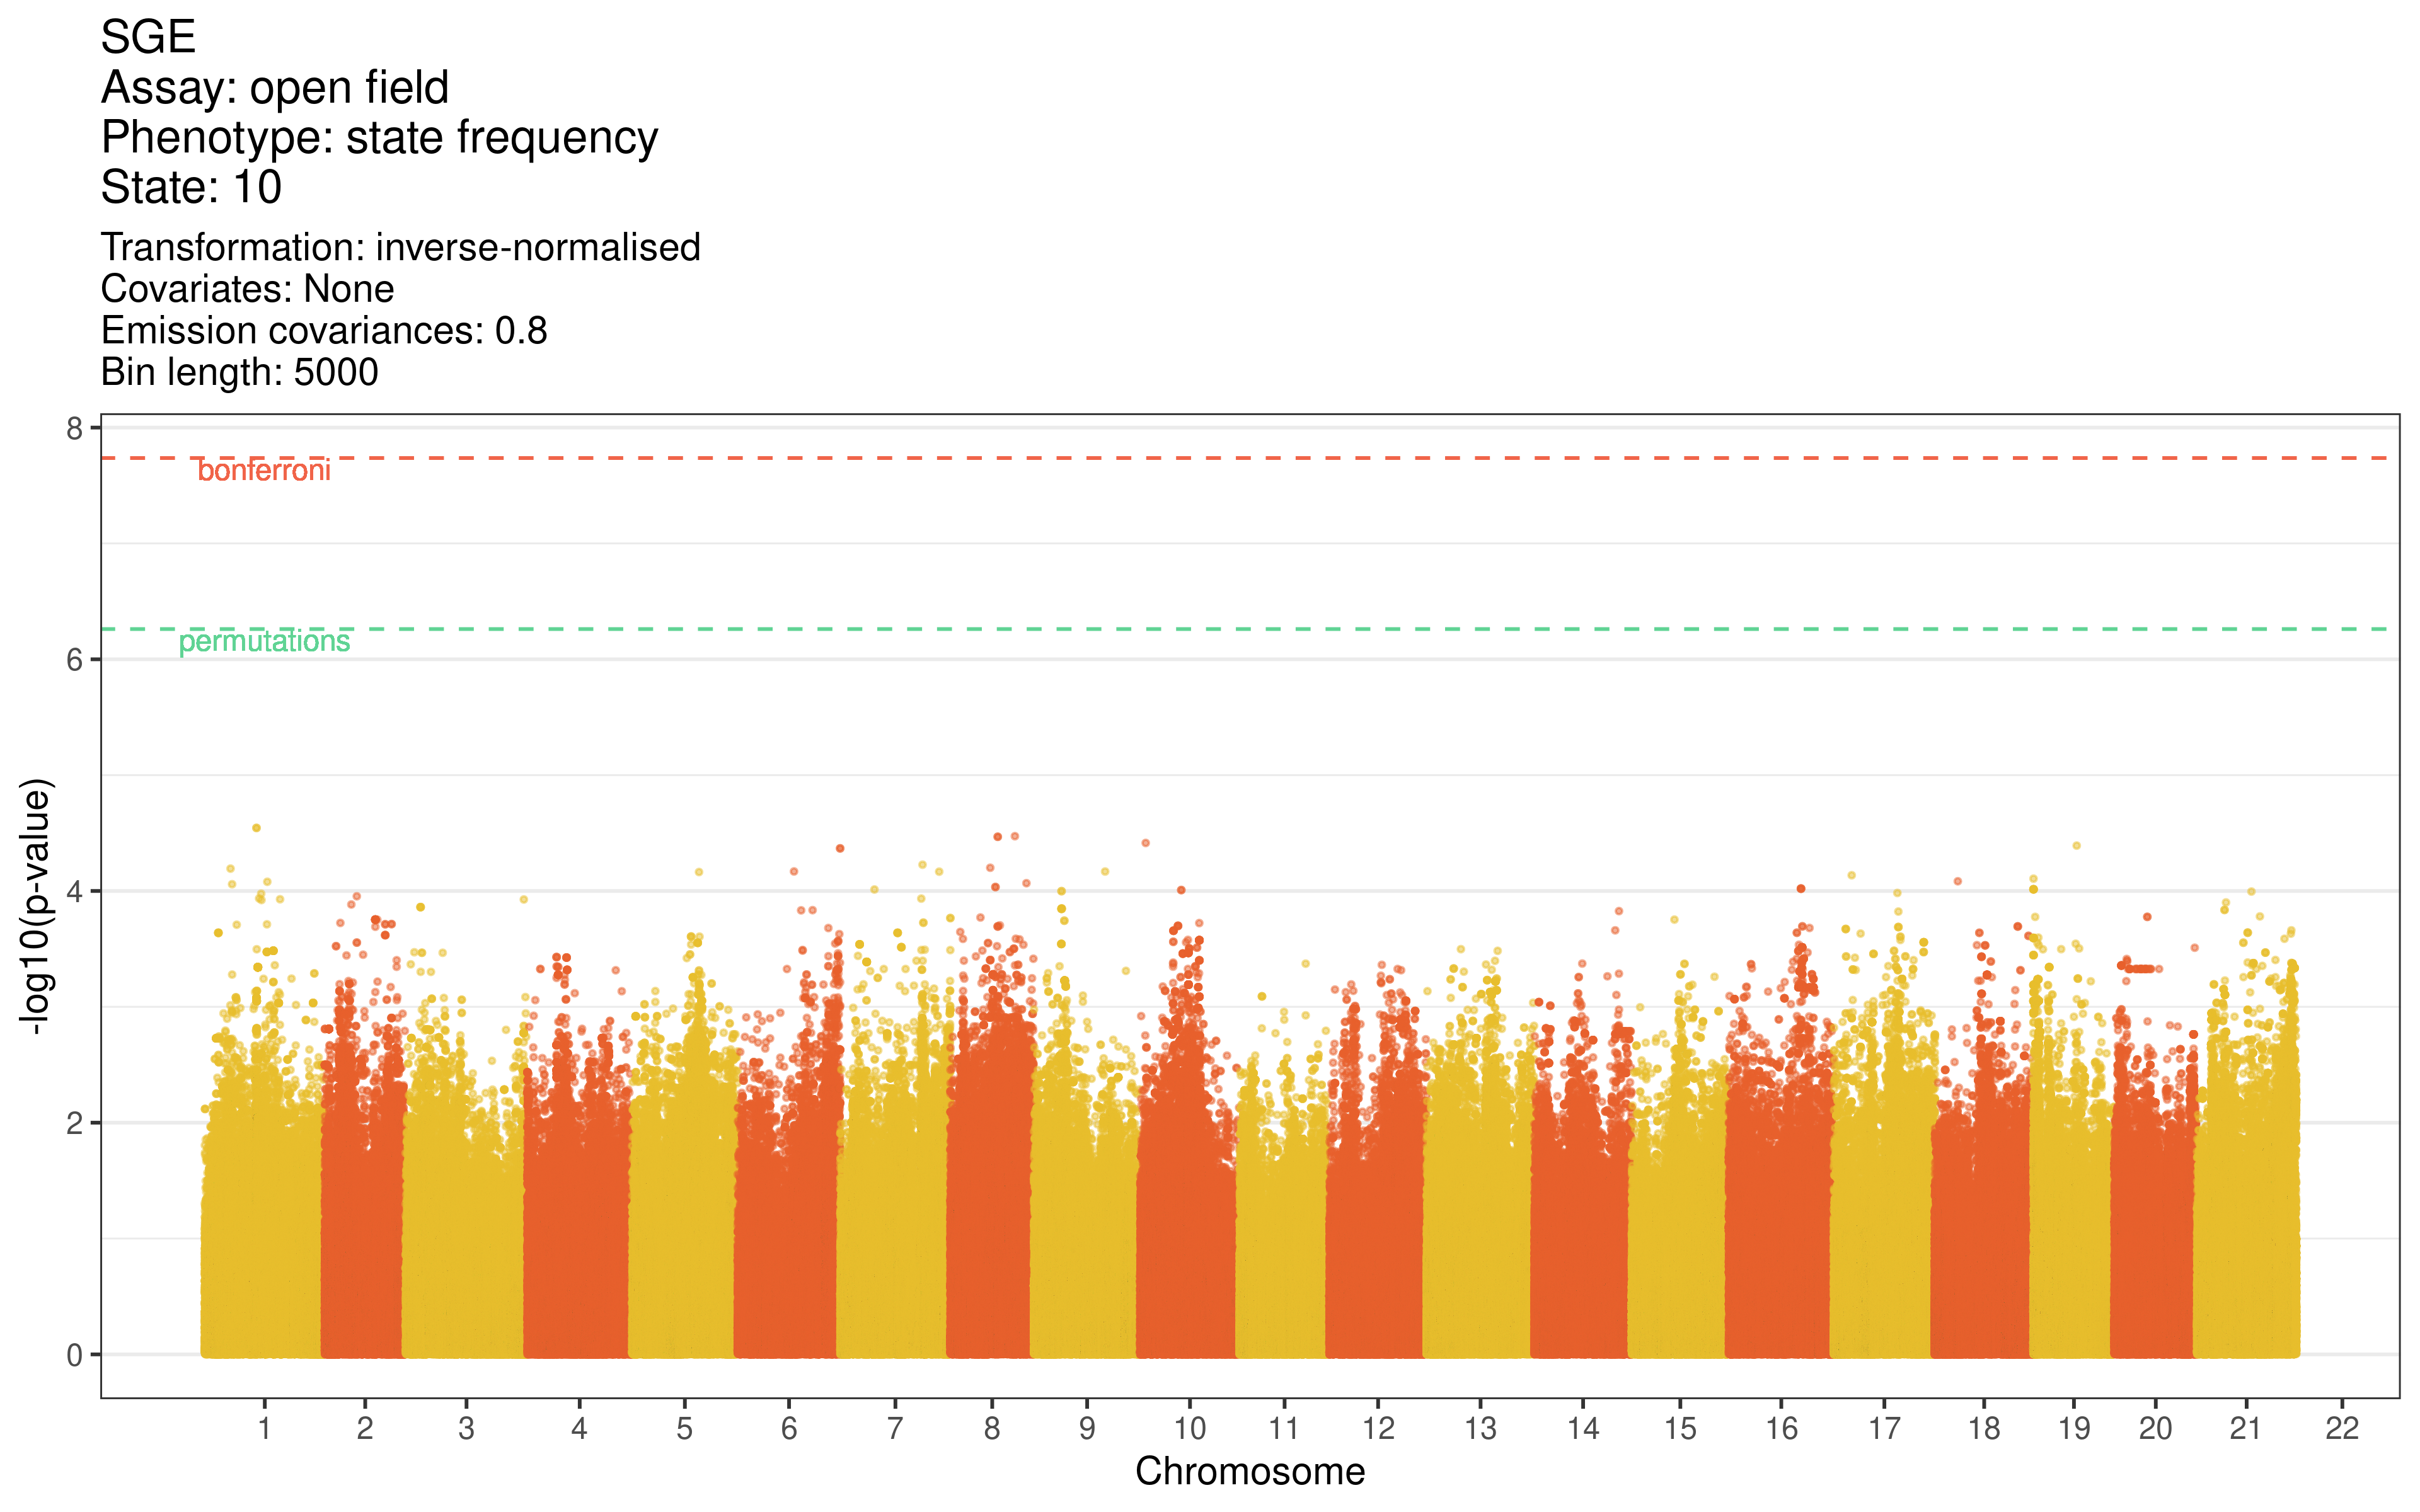 SGE
Assay: open field
Phenotype: state frequency
State: 10
Transformation: inverse-normalised
Covariates: None
Emission covariances: 0.8
Bin length: 5000
8
bonferroni
permutations
6
-log10(p-value)
4
2
0
1 2 3 4 5 6 7 8 9 10 11 12 13 14 15 16 17 18 19 20 21 22
Chromosome